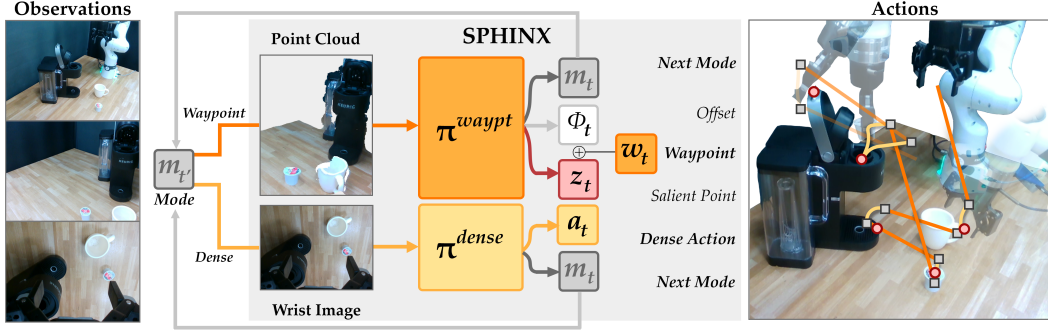 Observations
SPHINX
Actions
Point Cloud
Next Mode
Waypoint
m_t
Offset
π^waypt
Φ_t
⊕
w_t
Waypoint
m_t'
Mode
z_t
Salient Point
Dense
π^dense
a_t
Dense Action
m_t
Next Mode
Wrist Image